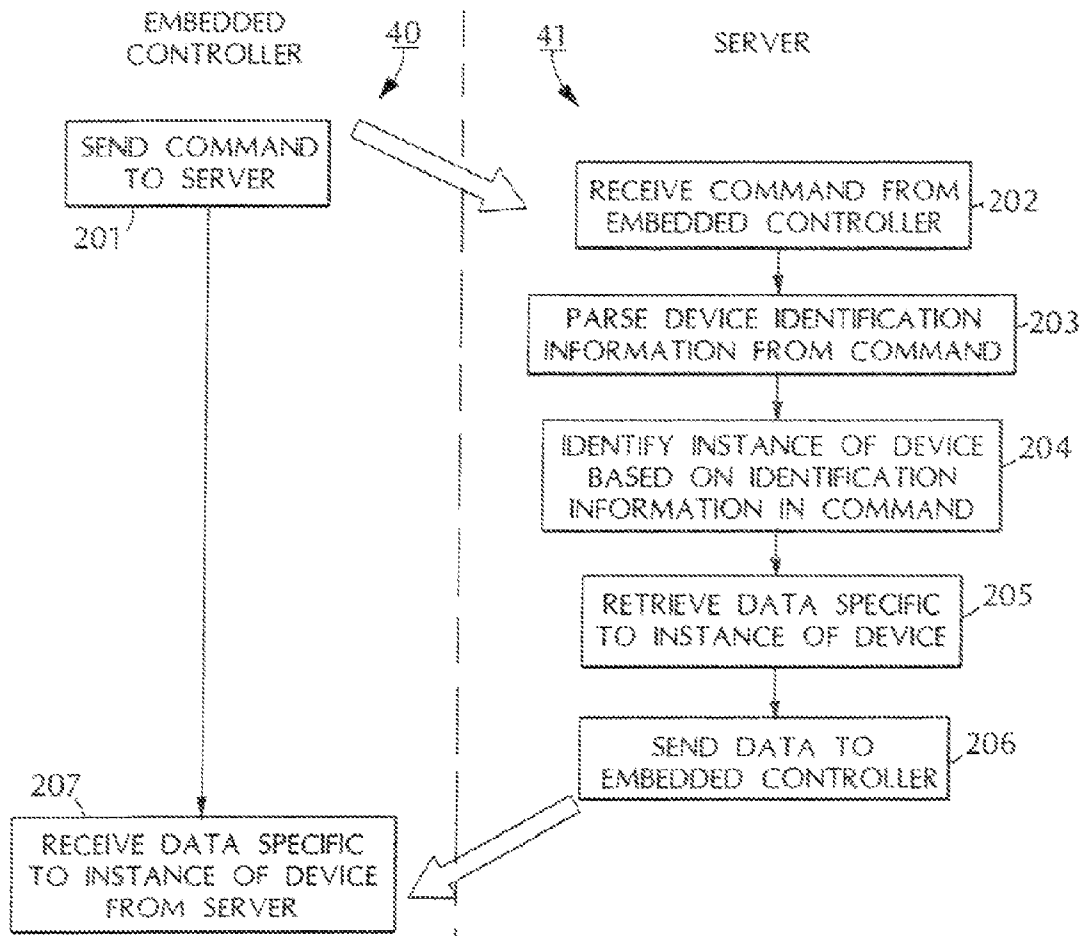 EMBEDDED
CONTROLLER
40
41
SERVER
SEND COMMAND
TO SERVER
201
RECEIVE COMMAND FROM
EMBEDDED CONTROLLER
202
PARSE DEVICE IDENTIFICATION
INFORMATION FROM COMMAND
203
IDENTIFY INSTANCE OF DEVICE
BASED ON IDENTIFICATION
INFORMATION IN COMMAND
204
RETRIEVE DATA SPECIFIC
TO INSTANCE OF DEVICE
205
SEND DATA TO
EMBEDDED CONTROLLER
206
207
RECEIVE DATA SPECIFIC
TO INSTANCE OF DEVICE
FROM SERVER